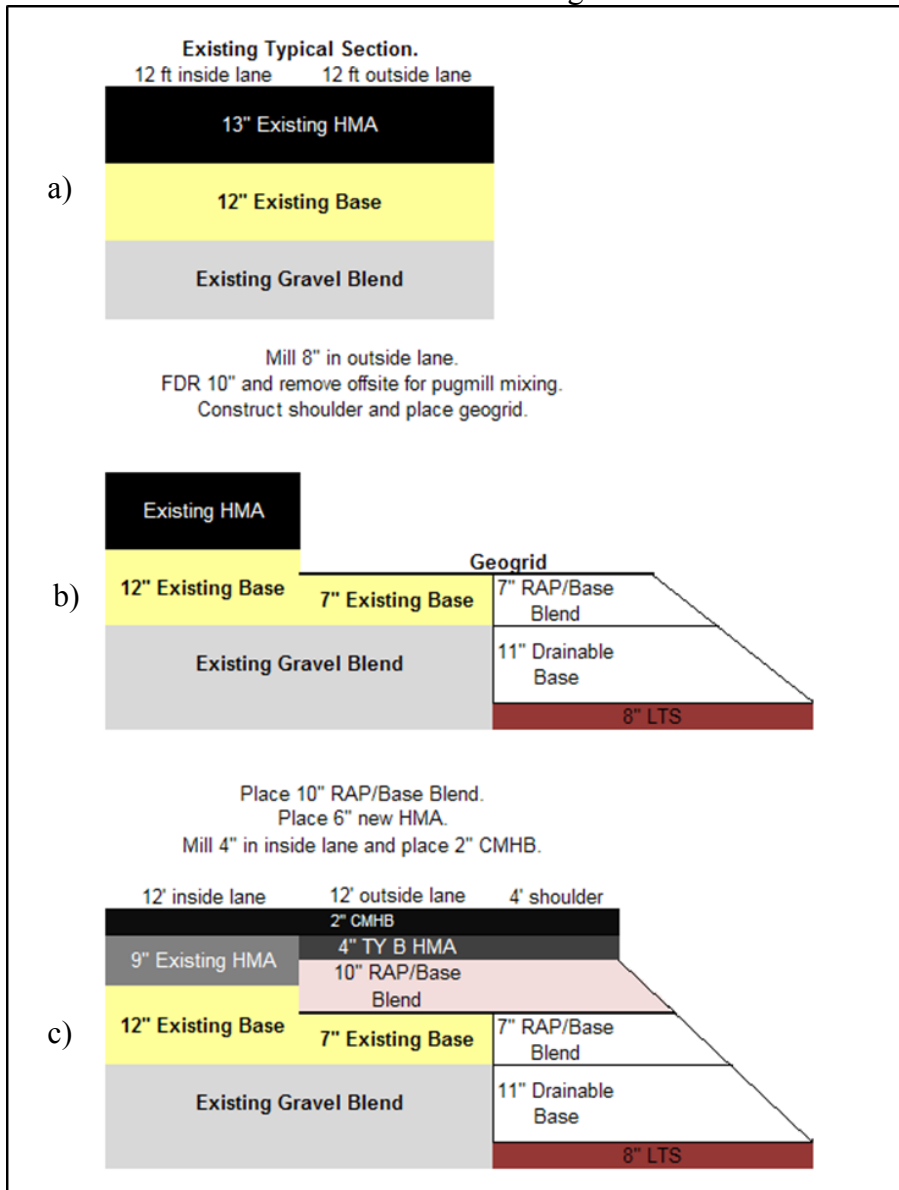 Existing Typical Section.
12 ft inside lane 12 ft outside lane
13" Existing HMA
a)
12" Existing Base
Existing Gravel Blend
Mill 8" in outside lane.
FDR 10" and remove offsite for pugmill mixing.
Construct shoulder and place geogrid.
Existing HMA
Geogrid
b)
12" Existing Base
7" Existing Base
7" RAP/Base
Blend
Existing Gravel Blend
11" Drainable
Base
8" LTS
Place 10" RAP/Base Blend.
Place 6" new HMA.
Mill 4" in inside lane and place 2" CMHB.
12' inside lane 12' outside lane 4' shoulder
2" CMHB
4" TY B HMA
9" Existing HMA
10" RAP/Base
Blend
c)
12" Existing Base
7" Existing Base
7" RAP/Base
Blend
Existing Gravel Blend
11" Drainable
Base
8" LTS